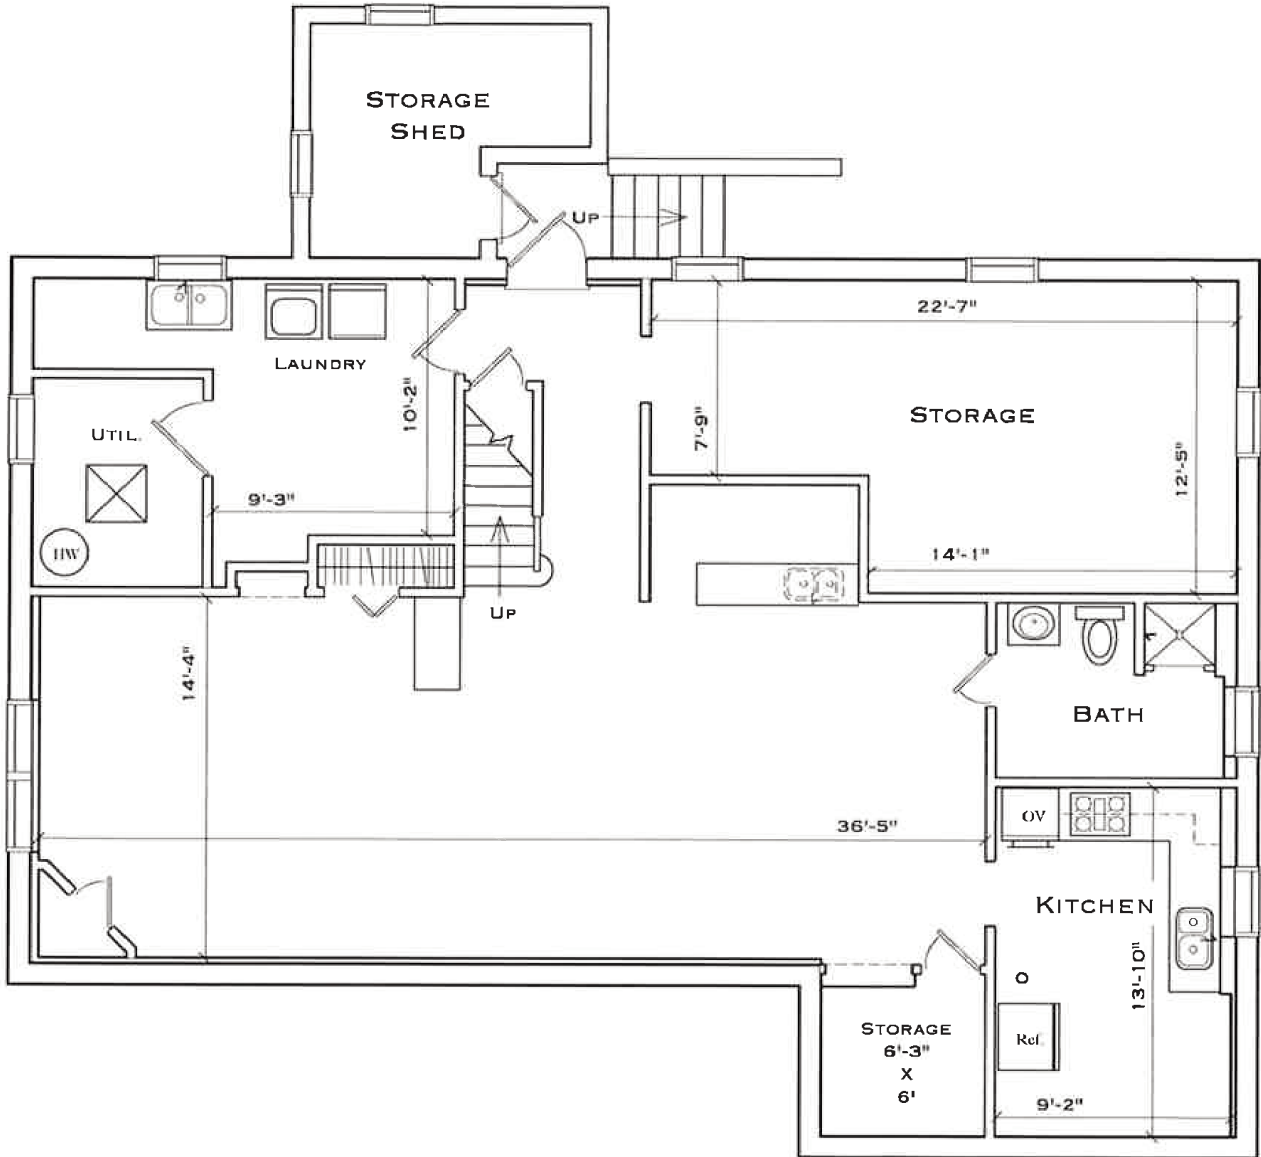 STORAGE
SHED
UP
22'-7"
LAUNDRY
10'-2"
7'-9"
STORAGE
12'-5"
UTIL.
9'-3"
HW
14'-1"
UP
14'-4"
BATH
36'-5"
OV
KITCHEN
13'-10"
STORAGE
6'-3"
X
6'
Ref.
9'-2"